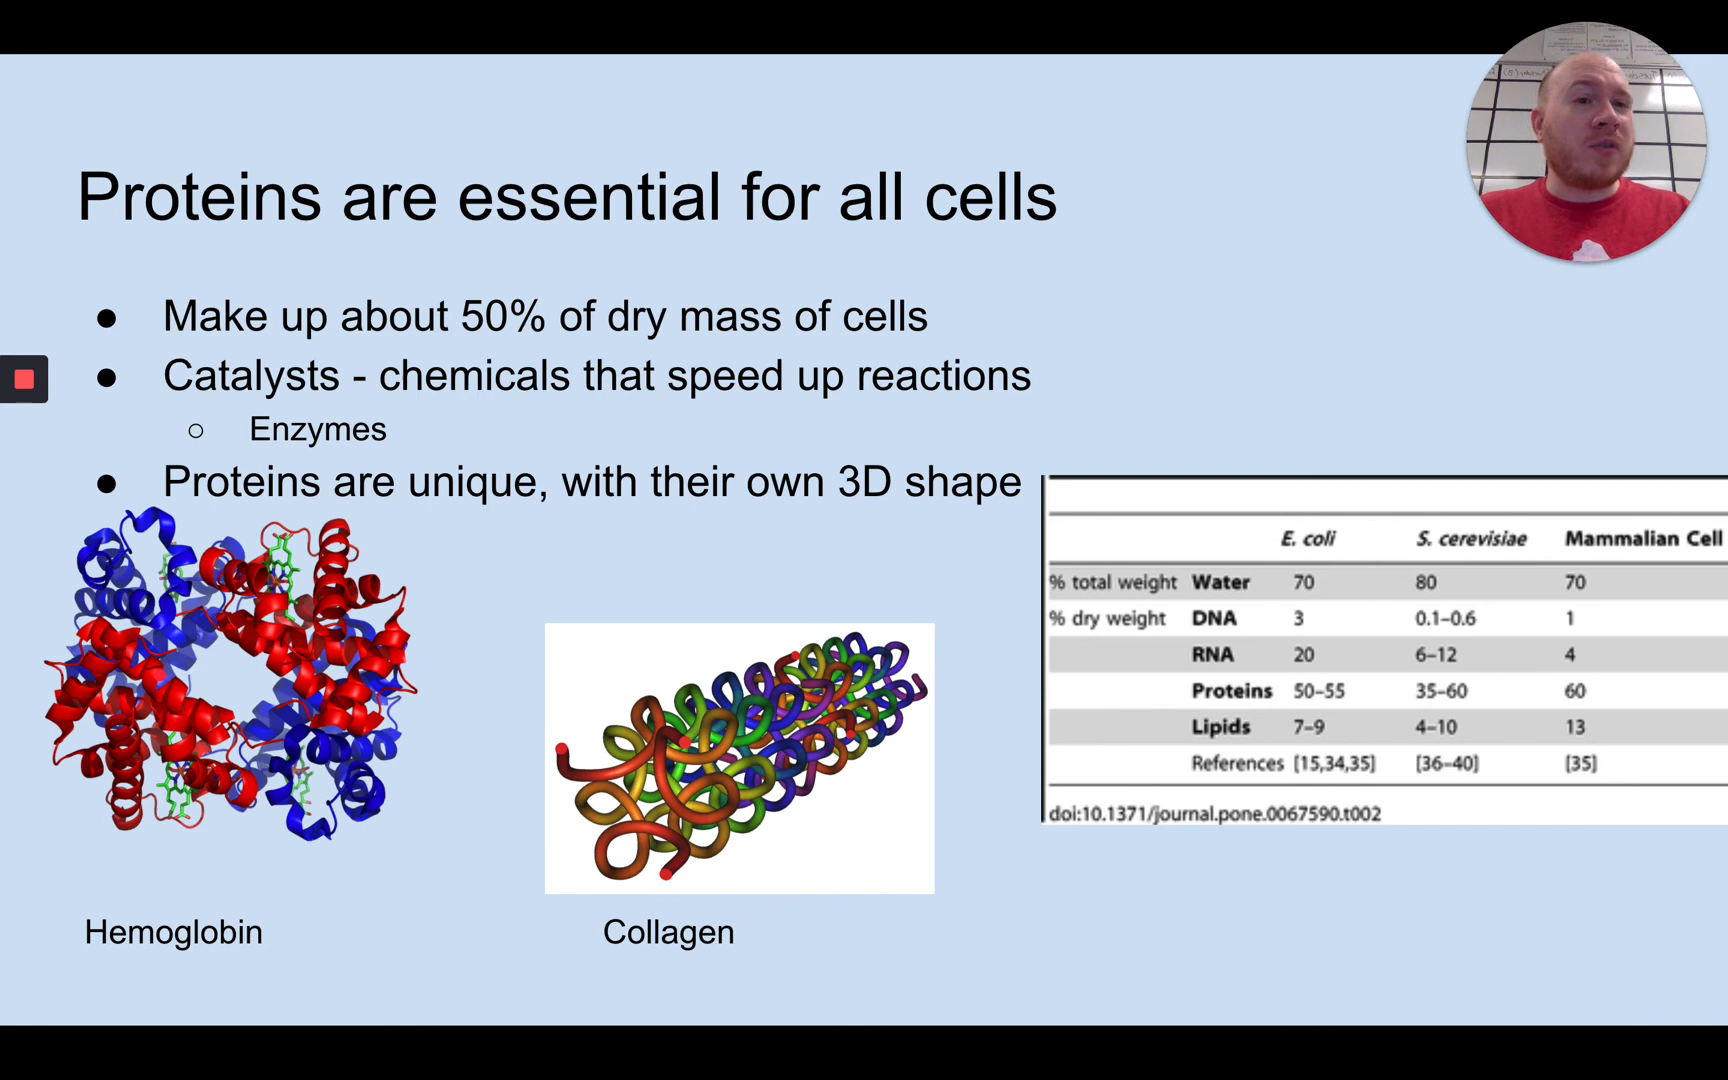 Proteins are essential for all cells
● Make up about 50% of dry mass of cells
● Catalysts - chemicals that speed up reactions
○ Enzymes
● Proteins are unique, with their own 3D shape
E. coli S. cerevisiae Mammalian Cell
% total weight Water 70 80 70
% dry weight DNA 3 0.1–0.6 1
RNA 20 6–12 4
Proteins 50–55 35–60 60
Lipids 7–9 4–10 13
References [15,34,35] [36–40] [35]
doi:10.1371/journal.pone.0067590.t002
Hemoglobin
Collagen